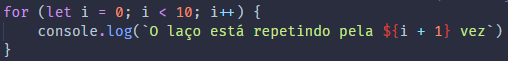 for (let i = 0; i < 10; i++) {
    console.log(`O laço está repetindo pela ${i + 1} vez`)
}